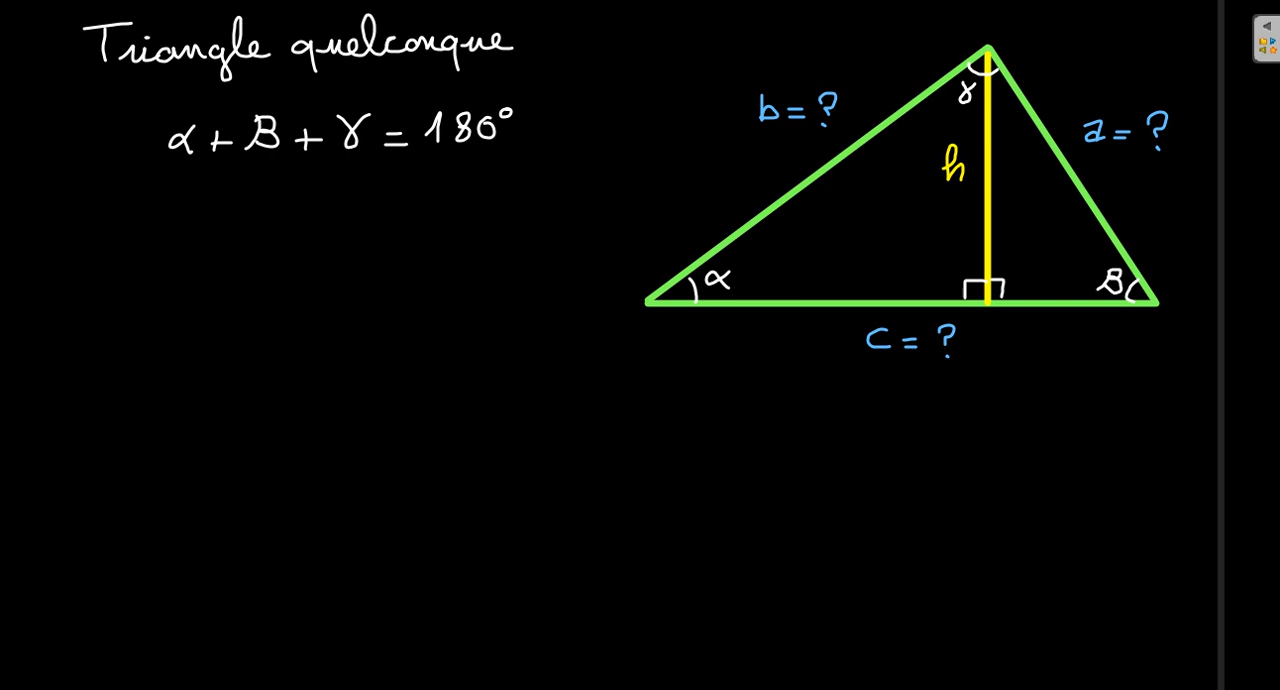 Triangle quelconque
α + β + γ = 180°
b = ?
γ
a = ?
h
α
β
c = ?